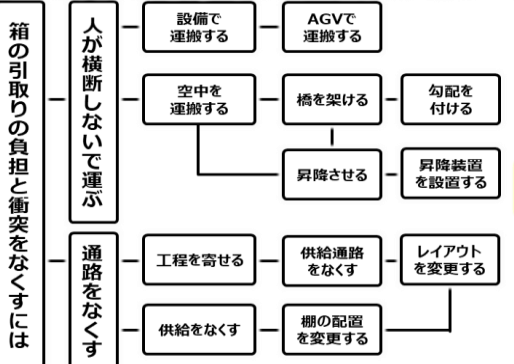 箱の引取りの負担と衝突をなくすには
人が横断しないで運ぶ
設備で
運搬する
AGVで
運搬する
空中を
運搬する
橋を架ける
勾配を
付ける
昇降させる
昇降装置
を設置する
通路をなくす
工程を寄せる
供給通路
をなくす
レイアウト
を変更する
供給をなくす
棚の配置
を変更する